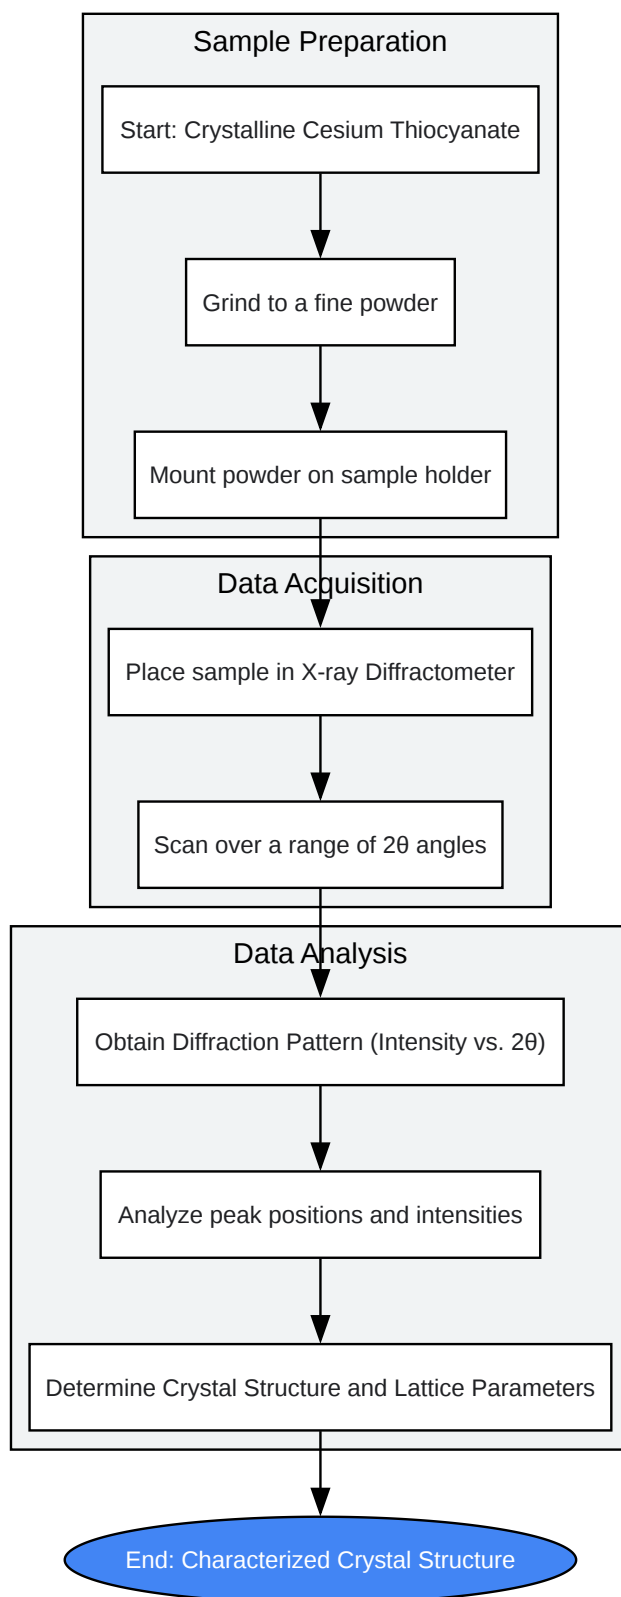 Sample Preparation
Start: Crystalline Cesium Thiocyanate
Grind to a fine powder
Mount powder on sample holder
Data Acquisition
Place sample in X-ray Diffractometer
Scan over a range of 2θ angles
Data Analysis
Obtain Diffraction Pattern (Intensity vs. 2θ)
Analyze peak positions and intensities
Determine Crystal Structure and Lattice Parameters
End: Characterized Crystal Structure